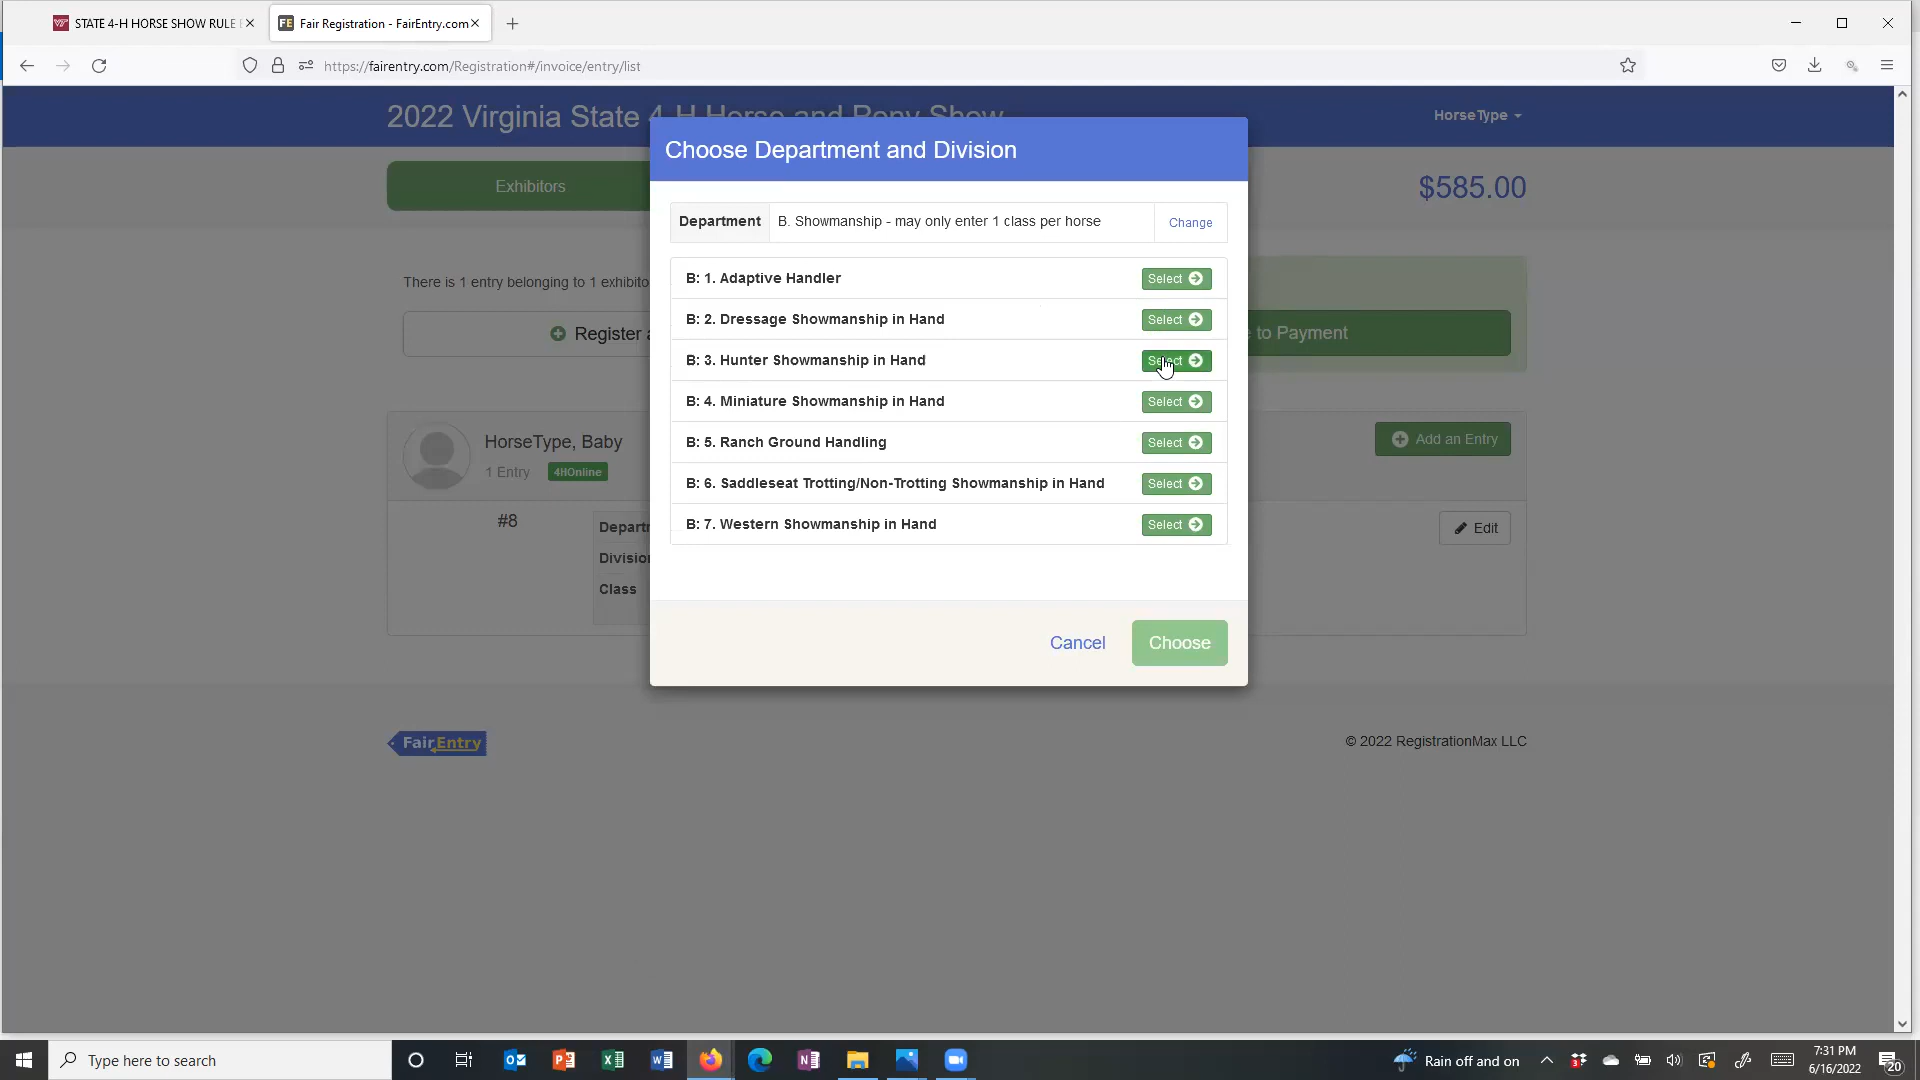 STATE 4-H HORSE SHOW RULE
Fair Registration - FairEntry.com
https://fairentry.com/Registration#/invoice/entry/list
2022 Virginia State 4-H Horse and Pony Show
HorseType
Choose Department and Division
Exhibitors
$585.00
Department
B. Showmanship - may only enter 1 class per horse
Change
There is 1 entry belonging to 1 exhibito
B: 1. Adaptive Handler
Select
B: 2. Dressage Showmanship in Hand
Select
Register
to Payment
B: 3. Hunter Showmanship in Hand
Select
B: 4. Miniature Showmanship in Hand
Select
HorseType, Baby
Add an Entry
B: 5. Ranch Ground Handling
Select
1 Entry
4HOnline
B: 6. Saddleseat Trotting/Non-Trotting Showmanship in Hand
Select
#8
Departr
B: 7. Western Showmanship in Hand
Select
Edit
Divisio
Class
Cancel
Choose
FairEntry
© 2022 RegistrationMax LLC
Type here to search
Rain off and on
7:31 PM
6/16/2022
20